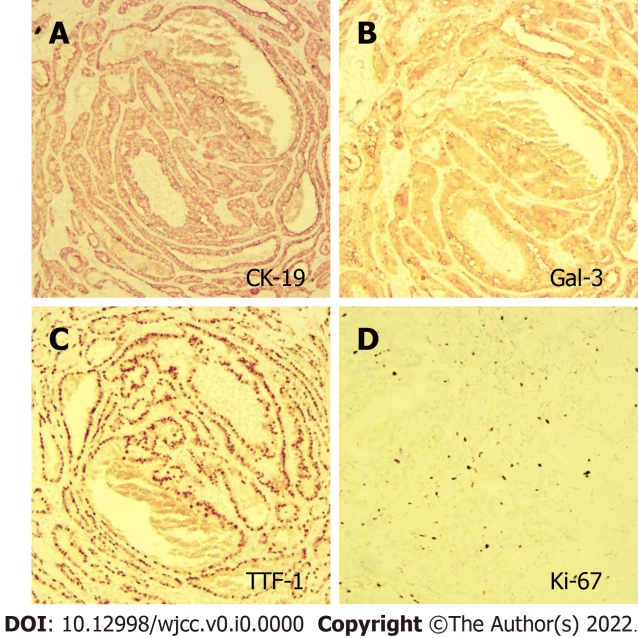 A
B
CK-19
Gal-3
C
D
TTF-1
Ki-67
DOI: 10.12998/wjcc.v0.i0.0000 Copyright ©The Author(s) 2022.